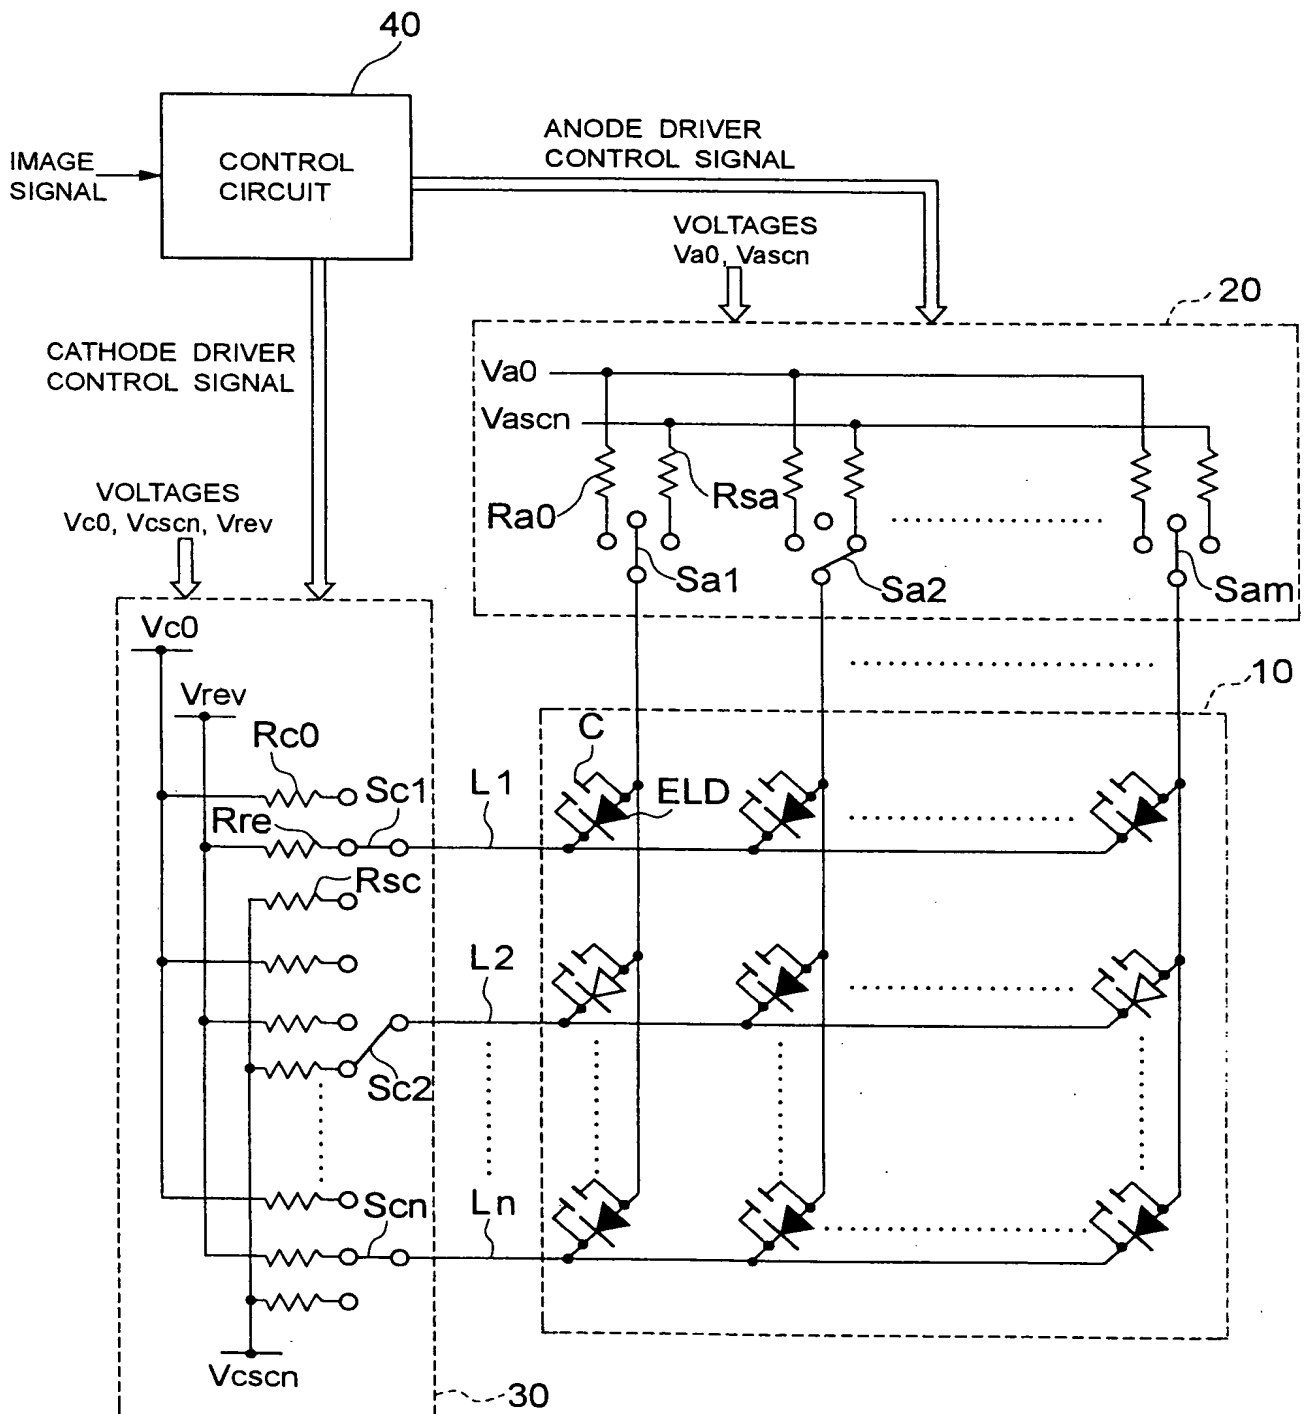 40
ANODE DRIVER
CONTROL SIGNAL
IMAGE
SIGNAL
CONTROL
CIRCUIT
VOLTAGES
Va0, Vascn
20
CATHODE DRIVER
CONTROL SIGNAL
Va0
Vascn
VOLTAGES
Vc0, Vcscn, Vrev
Ra0
Rsa
Sa1
Sa2
Sam
Vc0
10
Vrev
Rc0
C
Sc1
L1
ELD
Rre
Rsc
L2
Sc2
Scn
Ln
Vcscn
30